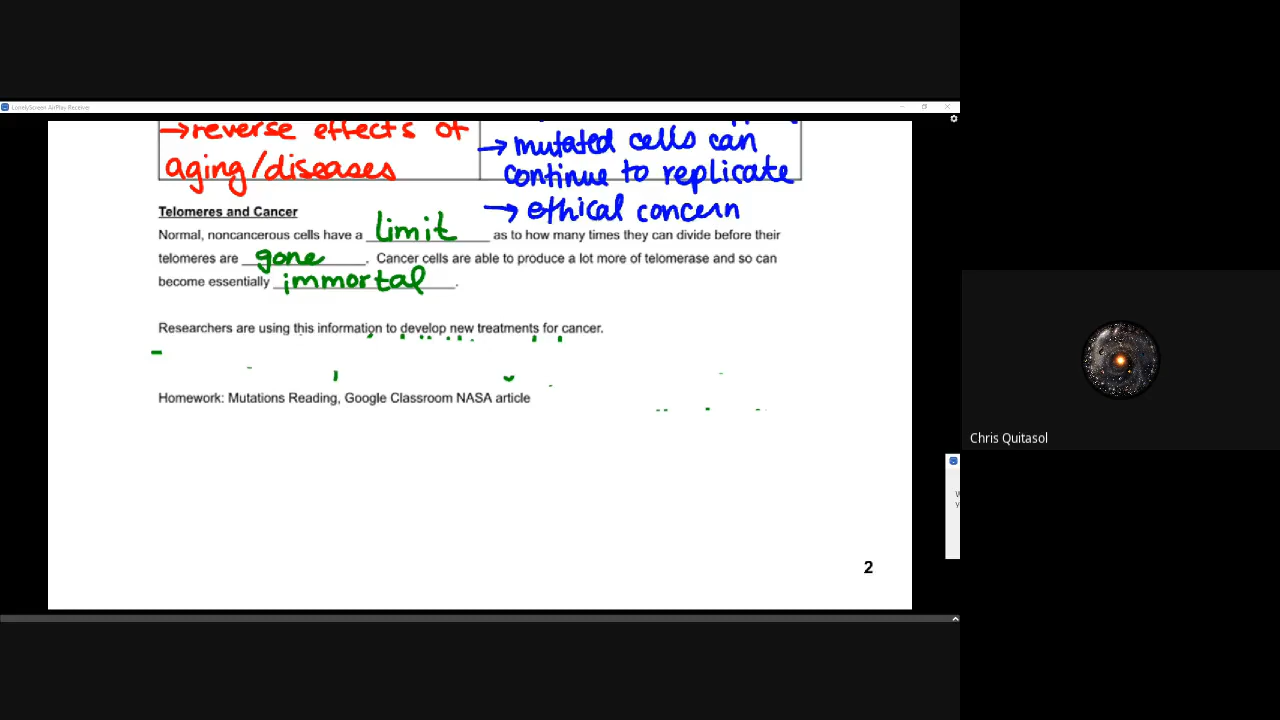 LonelyScreen AirPlay Receiver
→reverse effects of
aging/diseases
→ mutated cells can
continue to replicate
→ ethical concern
Telomeres and Cancer
Normal, noncancerous cells have a limit as to how many times they can divide before their
telomeres are gone. Cancer cells are able to produce a lot more of telomerase and so can
become essentially immortal.
Researchers are using this information to develop new treatments for cancer.
Homework: Mutations Reading, Google Classroom NASA article
2
Chris Quitasol